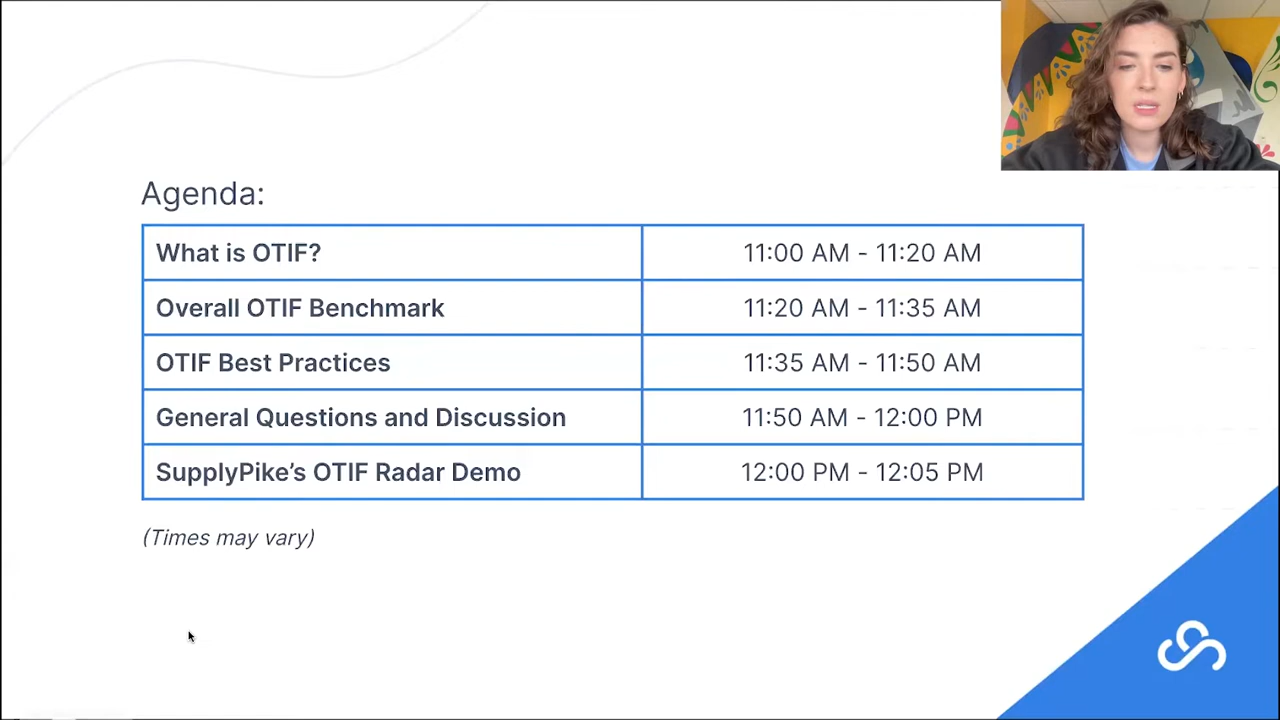 Agenda:
What is OTIF? 11:00 AM - 11:20 AM
Overall OTIF Benchmark 11:20 AM - 11:35 AM
OTIF Best Practices 11:35 AM - 11:50 AM
General Questions and Discussion 11:50 AM - 12:00 PM
SupplyPike’s OTIF Radar Demo 12:00 PM - 12:05 PM
(Times may vary)